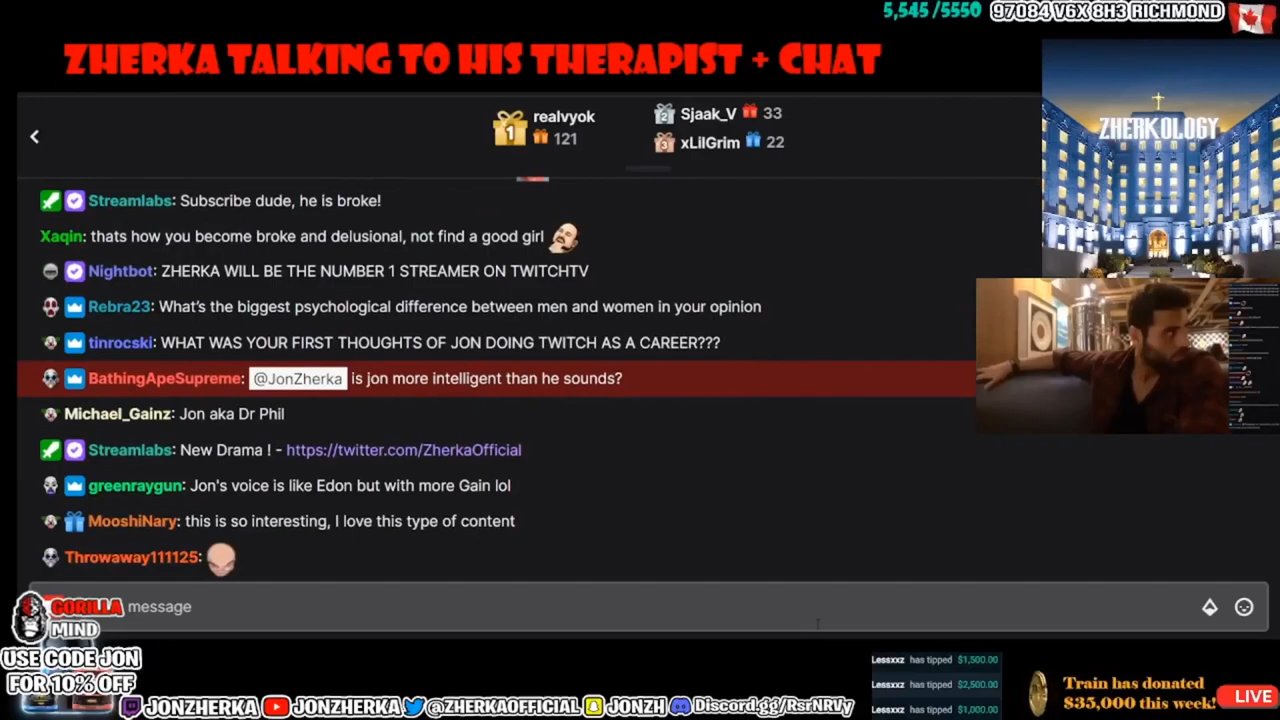 5,545 /5550
97084 V6X 8H3 RICHMOND
ZHERKA TALKING TO HIS THERAPIST + CHAT
ZHERKOLOGY
1
realvyok
121
2
Sjaak_V 33
3
xLilGrim 22
Streamlabs: Subscribe dude, he is broke!
Xaqin: thats how you become broke and delusional, not find a good girl
Nightbot: ZHERKA WILL BE THE NUMBER 1 STREAMER ON TWITCHTV
Rebra23: What's the biggest psychological difference between men and women in your opinion
tinrocski: WHAT WAS YOUR FIRST THOUGHTS OF JON DOING TWITCH AS A CAREER???
BathingApeSupreme: @JonZherka is jon more intelligent than he sounds?
Michael_Gainz: Jon aka Dr Phil
Streamlabs: New Drama ! - https://twitter.com/ZherkaOfficial
greenraygun: Jon's voice is like Edon but with more Gain lol
MooshiNary: this is so interesting, I love this type of content
Throwaway111125:
message
GORILLA
MIND
USE CODE JON
FOR 10% OFF
JONZHERKA JONZHERKA @ZHERKAOFFICIAL JONZH Discord.gg/RsrNRVy
Lessxxz has tipped $1,500.00
Lessxxz has tipped $2,500.00
Lessxxz has tipped $1,000.00
Train has donated
$35,000 this week!
LIVE